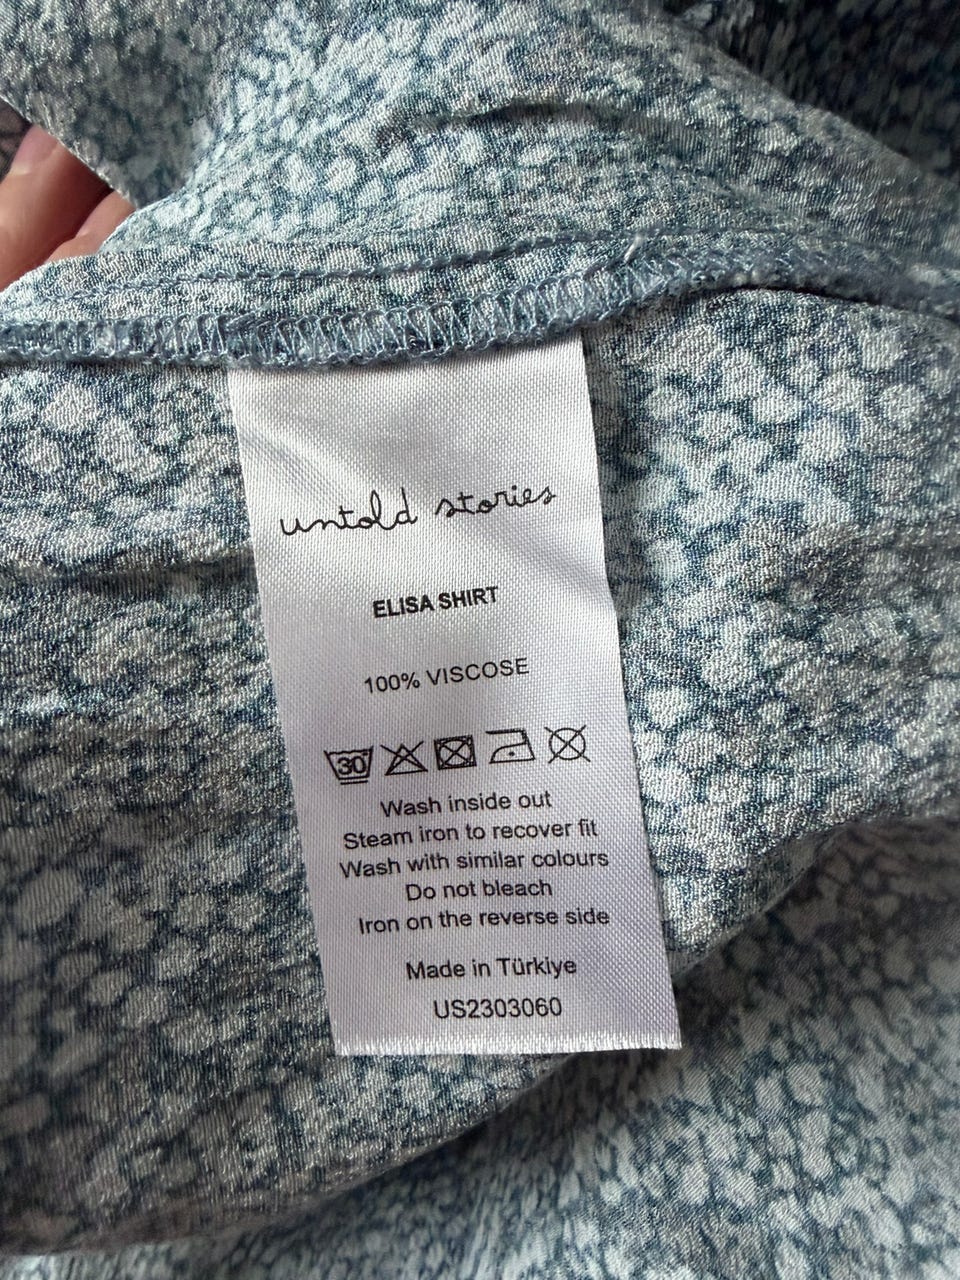 untold stories
ELISA SHIRT
100% VISCOSE
30
Wash inside out
Steam iron to recover fit
Wash with similar colours
Do not bleach
Iron on the reverse side
Made in Türkiye
US2303060